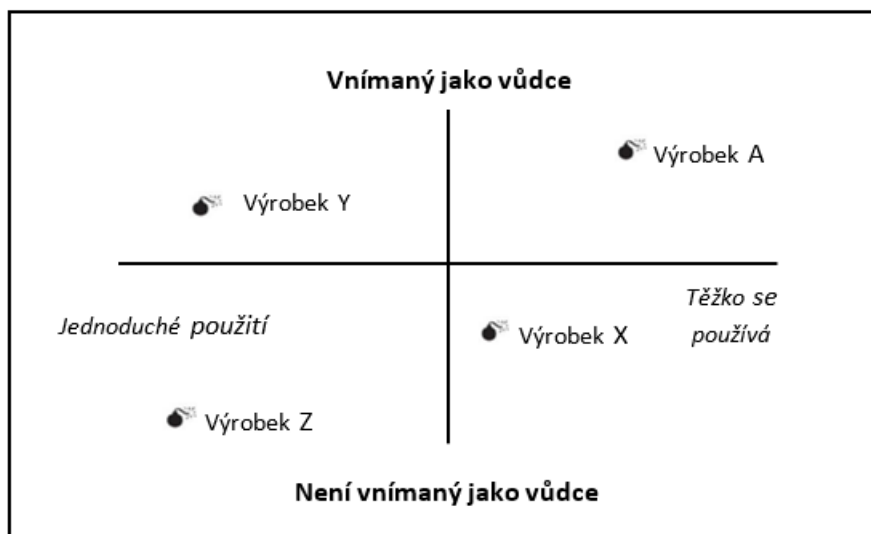 Vnímaný jako vůdce
Výrobek A
Výrobek Y
Jednoduché použití
Těžko se
používá
Výrobek X
Výrobek Z
Není vnímaný jako vůdce